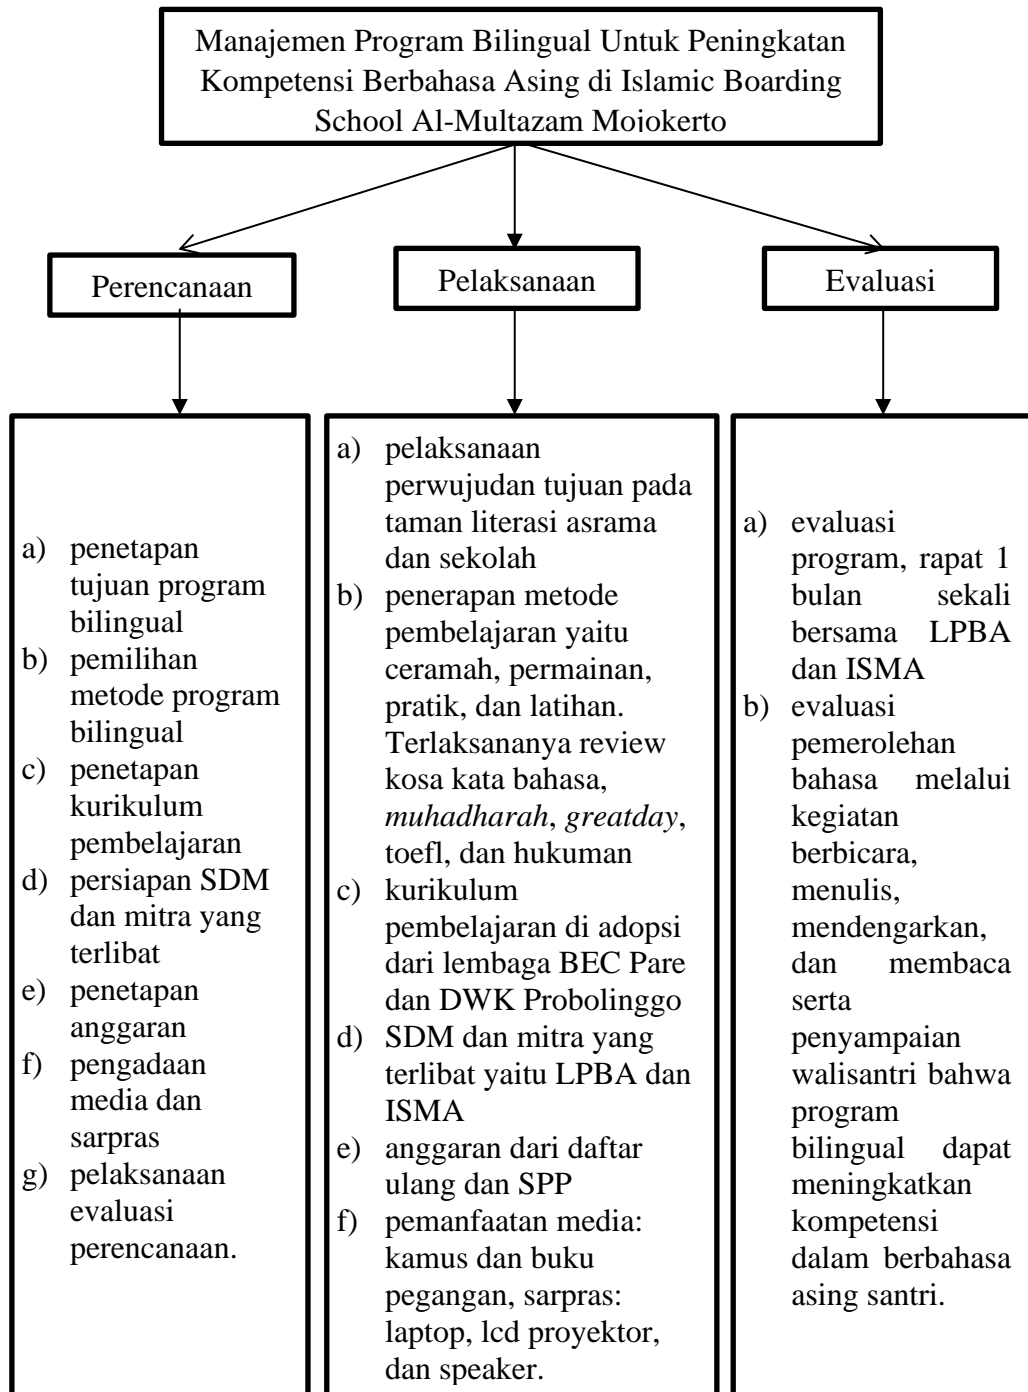 Manajemen Program Bilingual Untuk Peningkatan
Kompetensi Berbahasa Asing di Islamic Boarding
School Al-Multazam Mojokerto
Perencanaan
Pelaksanaan
Evaluasi
a) penetapan
tujuan program
bilingual
b) pemilihan
metode program
bilingual
c) penetapan
kurikulum
pembelajaran
d) persiapan SDM
dan mitra yang
terlibat
e) penetapan
anggaran
f) pengadaan
media dan
sarpras
g) pelaksanaan
evaluasi
perencanaan.
a) pelaksanaan
perwujudan tujuan pada
taman literasi asrama
dan sekolah
b) penerapan metode
pembelajaran yaitu
ceramah, permainan,
pratik, dan latihan.
Terlaksananya review
kosa kata bahasa,
muhadharah, greatday,
toefl, dan hukuman
c) kurikulum
pembelajaran di adopsi
dari lembaga BEC Pare
dan DWK Probolinggo
d) SDM dan mitra yang
terlibat yaitu LPBA dan
ISMA
e) anggaran dari daftar
ulang dan SPP
f) pemanfaatan media:
kamus dan buku
pegangan, sarpras:
laptop, lcd proyektor,
dan speaker.
a) evaluasi
program, rapat 1
bulan sekali
bersama LPBA
dan ISMA
b) evaluasi
pemerolehan
bahasa melalui
kegiatan
berbicara,
menulis,
mendengarkan,
dan membaca
serta
penyampaian
walisantri bahwa
program
bilingual dapat
meningkatkan
kompetensi
dalam berbahasa
asing santri.